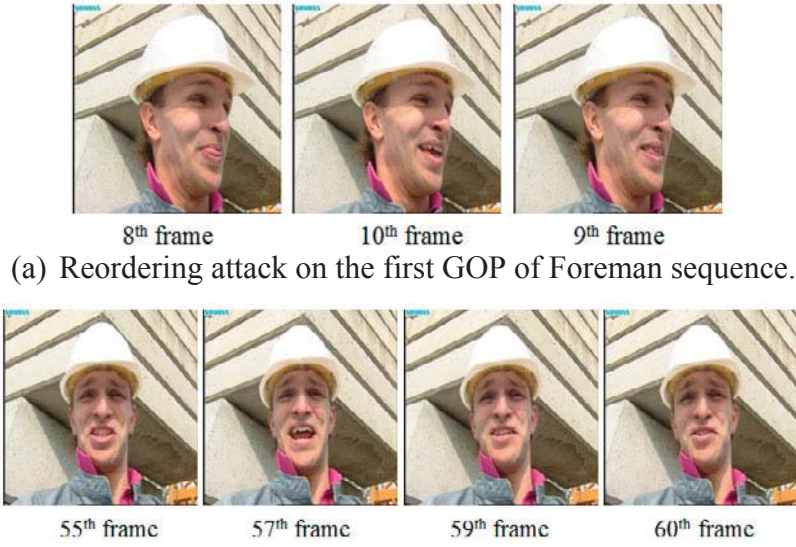 8th frame 10th frame 9th frame
(a) Reordering attack on the first GOP of Foreman sequence.
55th frame 57th frame 59th frame 60th frame